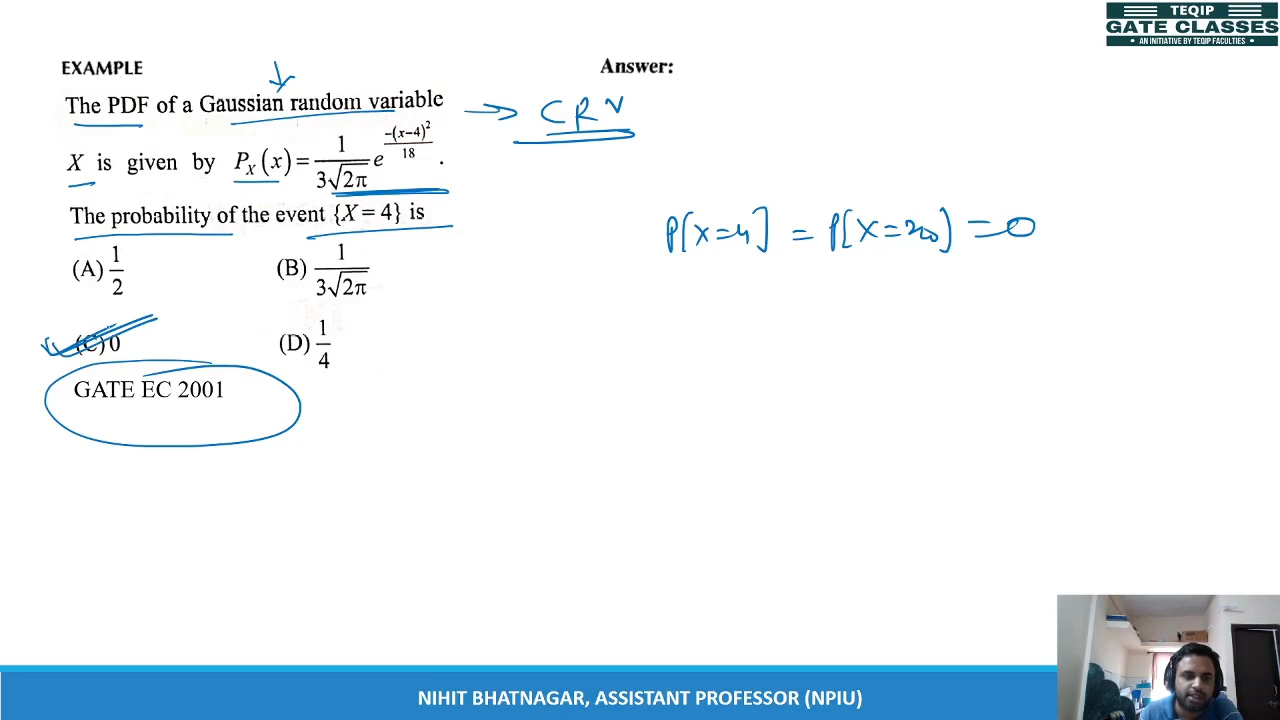 TEQIP
GATE CLASSES
• AN INITIATIVE BY TEQIP FACULTIES •
EXAMPLE
Answer:
The PDF of a Gaussian random variable
→ CRV
X is given by P_X(x) = 1/(3√2π) e^(-(x-4)²/18).
The probability of the event {X = 4} is
P[X=4] = P[X=200] = 0
(A) 1/2 (B) 1/(3√2π)
(C) 0 (D) 1/4
GATE EC 2001
NIHIT BHATNAGAR, ASSISTANT PROFESSOR (NPIU)